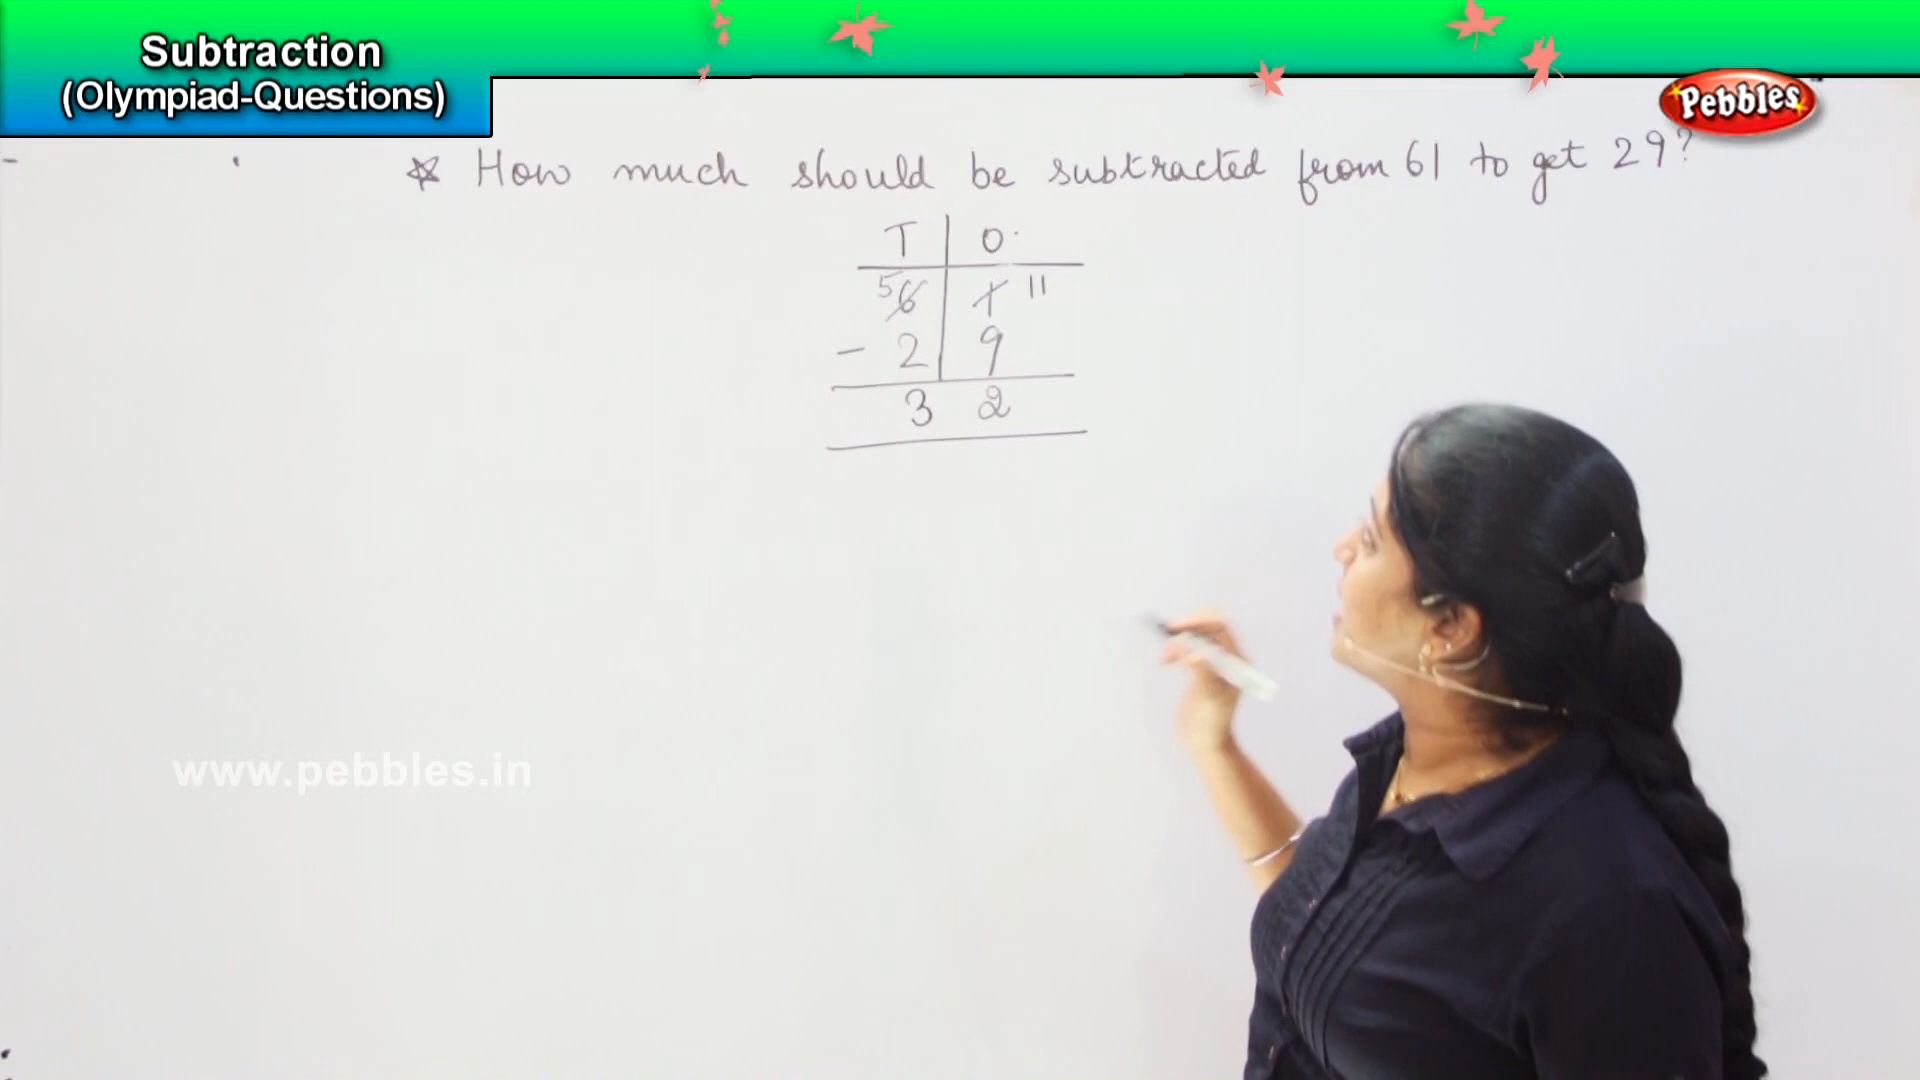 Subtraction
(Olympiad-Questions)
Pebbles
☆ How much should be subtracted from 61 to get 29?
T | O
5 6 | 1 11
- 2 | 9
3 2
www.pebbles.in